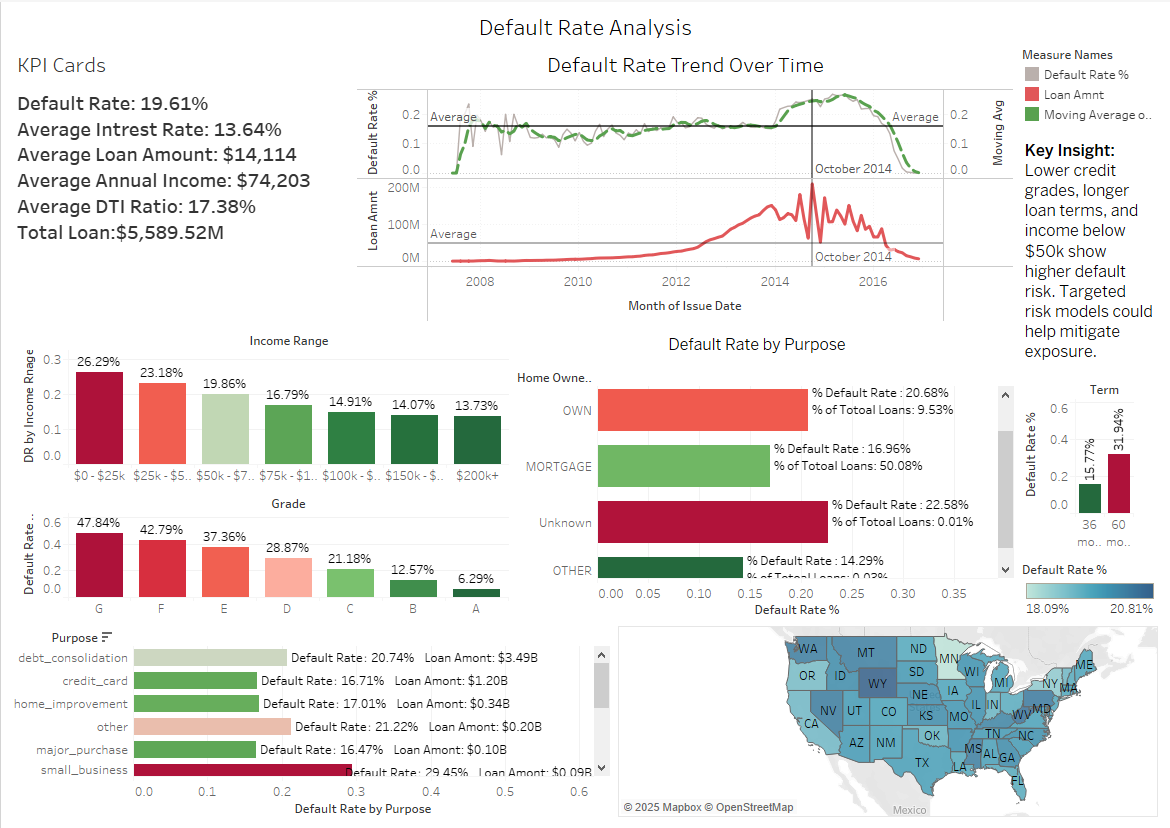 Default Rate Analysis
KPI Cards
Default Rate: 19.61%
Average Intrest Rate: 13.64%
Average Loan Amount: $14,114
Average Annual Income: $74,203
Average DTI Ratio: 17.38%
Total Loan:$5,589.52M
Default Rate Trend Over Time
Default Rate %
0.2
0.1
0.0
Average
Average
October 2014
0.2
0.1
0.0
Moving Avg
Loan Amnt
200M
100M
0M
Average
October 2014
2008 2010 2012 2014 2016
Month of Issue Date
Measure Names
Default Rate %
Loan Amnt
Moving Average o..
Key Insight:
Lower credit
grades, longer
loan terms, and
income below
$50k show
higher default
risk. Targeted
risk models could
help mitigate
exposure.
Income Range
DR by Income Rnage
0.3
0.2
0.1
0.0
26.29% 23.18% 19.86% 16.79% 14.91% 14.07% 13.73%
$0-$25k $25k-$5.. $50k-$7.. $75k-$1.. $100k-$.. $150k-$.. $200k+
Grade
Default Rate ..
0.6
0.4
0.2
0.0
47.84% 42.79% 37.36% 28.87% 21.18% 12.57% 6.29%
G F E D C B A
Default Rate by Purpose
Home Owne..
OWN
% Default Rate : 20.68%
% of Totoal Loans: 9.53%
MORTGAGE
% Default Rate : 16.96%
% of Totoal Loans: 50.08%
Unknown
% Default Rate : 22.58%
% of Totoal Loans: 0.01%
OTHER
% Default Rate : 14.29%
% of Totoal Loans: 0.03%
0.00 0.05 0.10 0.15 0.20 0.25 0.30 0.35
Default Rate %
Term
Default Rate %
0.6
0.4
0.2
0.0
15.77% 31.94%
36 60
mo.. mo..
Default Rate %
18.09% 20.81%
Purpose
debt_consolidation Default Rate: 20.74% Loan Amont: $3.49B
credit_card Default Rate: 16.71% Loan Amont: $1.20B
home_improvement Default Rate: 17.01% Loan Amont: $0.34B
other Default Rate: 21.22% Loan Amont: $0.20B
major_purchase Default Rate: 16.47% Loan Amont: $0.10B
small_business Default Rate: 29.45% Loan Amont: $0.09B
0.0 0.1 0.2 0.3 0.4 0.5 0.6
Default Rate by Purpose
WA MT ND MN ME
OR ID SD WI MI NY MA
WY NE IA
NV UT CO KS MO IL IN WV MD
CA AZ NM OK TN NC
TX LA MS AL GA
FL
© 2025 Mapbox © OpenStreetMap
Mexico